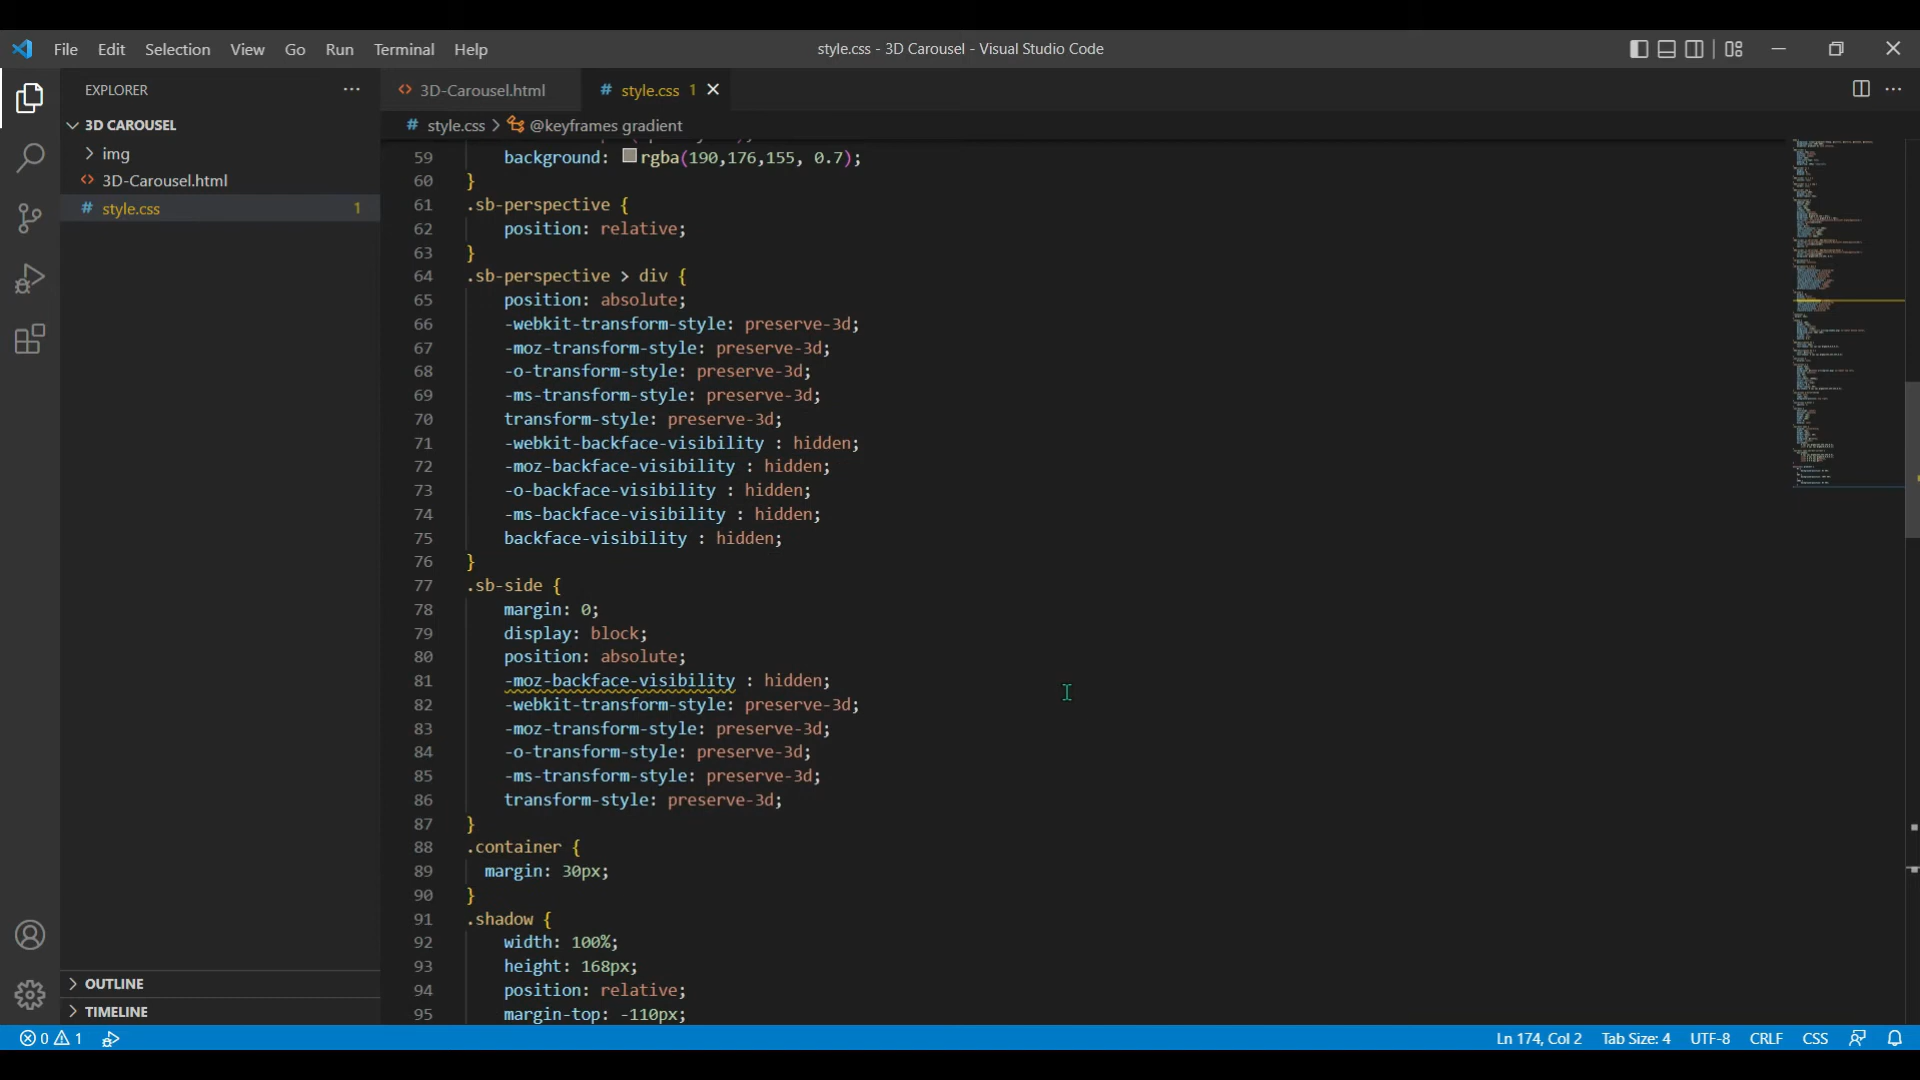 File Edit Selection View Go Run Terminal Help
style.css - 3D Carousel - Visual Studio Code
EXPLORER
3D CAROUSEL
img
3D-Carousel.html
style.css 1
OUTLINE
TIMELINE
3D-Carousel.html
style.css 1
style.css > @keyframes gradient
59 background: rgba(190,176,155, 0.7);
60 }
61 .sb-perspective {
62 position: relative;
63 }
64 .sb-perspective > div {
65 position: absolute;
66 -webkit-transform-style: preserve-3d;
67 -moz-transform-style: preserve-3d;
68 -o-transform-style: preserve-3d;
69 -ms-transform-style: preserve-3d;
70 transform-style: preserve-3d;
71 -webkit-backface-visibility : hidden;
72 -moz-backface-visibility : hidden;
73 -o-backface-visibility : hidden;
74 -ms-backface-visibility : hidden;
75 backface-visibility : hidden;
76 }
77 .sb-side {
78 margin: 0;
79 display: block;
80 position: absolute;
81 -moz-backface-visibility : hidden;
82 -webkit-transform-style: preserve-3d;
83 -moz-transform-style: preserve-3d;
84 -o-transform-style: preserve-3d;
85 -ms-transform-style: preserve-3d;
86 transform-style: preserve-3d;
87 }
88 .container {
89 margin: 30px;
90 }
91 .shadow {
92 width: 100%;
93 height: 168px;
94 position: relative;
95 margin-top: -110px;
0 1
Ln 174, Col 2 Tab Size: 4 UTF-8 CRLF CSS